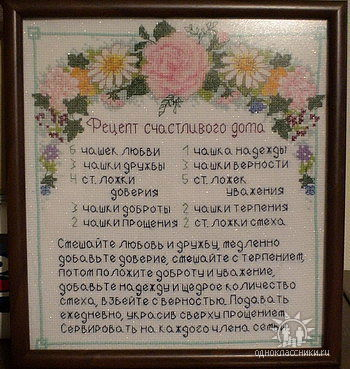 Рецепт счастливого дома
6 чашек любви 1 чашка надежды
3 чашки дружбы 3 чашки верности
4 ст. ложки 5 ст. ложек
доверия уважения
3 чашки доброты 2 чашки терпения
2 чашки прощения 2 ст. ложки смеха
Смешайте любовь и дружбу, медленно
добавьте доверие, смешайте с терпением,
потом положите доброту и уважение,
добавьте надежду и щедрое количество
смеха, взбейте с верностью. Подавать
ежедневно, украсив сверху прощением.
Сервировать на каждого члена семьи
одноклассники.ru